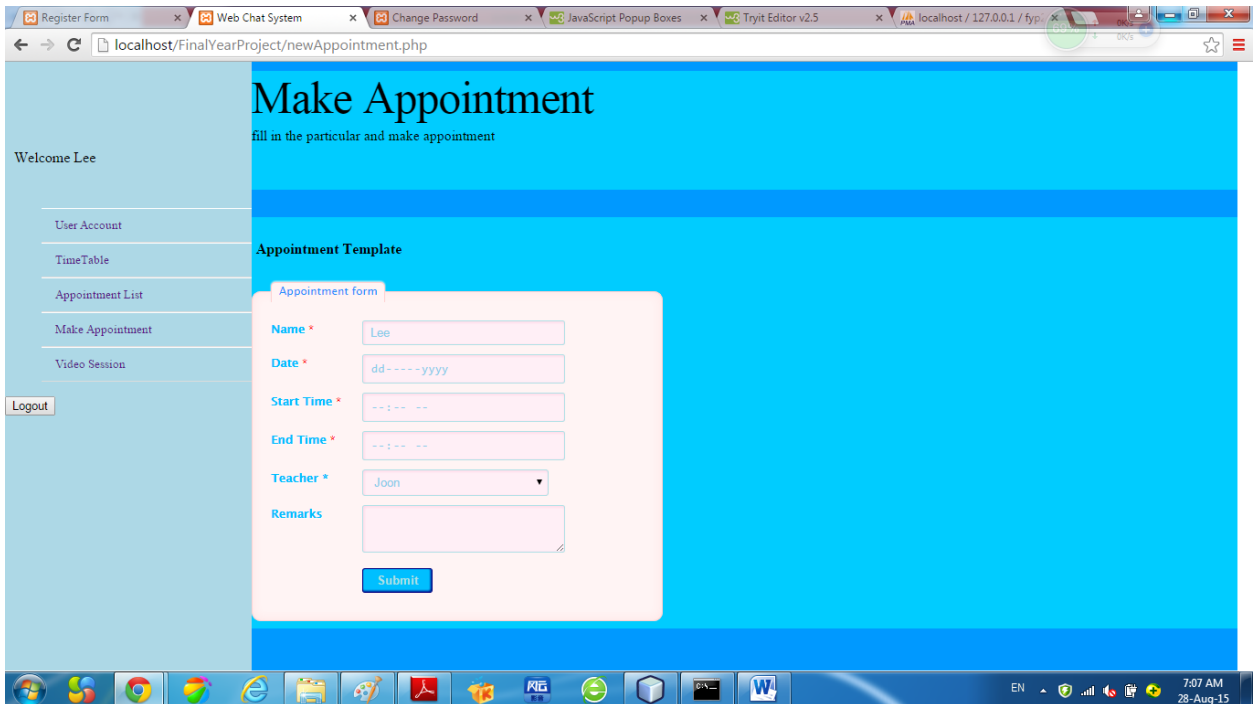 Register Form
Web Chat System
Change Password
JavaScript Popup Boxes
Tryit Editor v2.5
localhost / 127.0.0.1 / fyp
0K/s
0K/s
localhost/FinalYearProject/newAppointment.php
Make Appointment
fill in the particular and make appointment
Welcome Lee
User Account
TimeTable
Appointment List
Make Appointment
Video Session
Logout
Appointment Template
Appointment form
Name *
Lee
Date *
dd-----yyyy
Start Time *
--:-- --
End Time *
--:-- --
Teacher *
Joon
Remarks
Submit
EN
7:07 AM
28-Aug-15